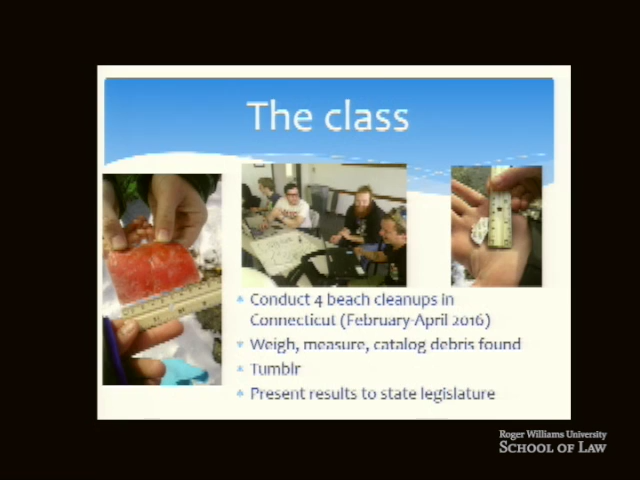 The class
Conduct 4 beach cleanups in
Connecticut (February-April 2016)
Weigh, measure, catalog debris found
Tumblr
Present results to state legislature
Roger Williams University
SCHOOL OF LAW